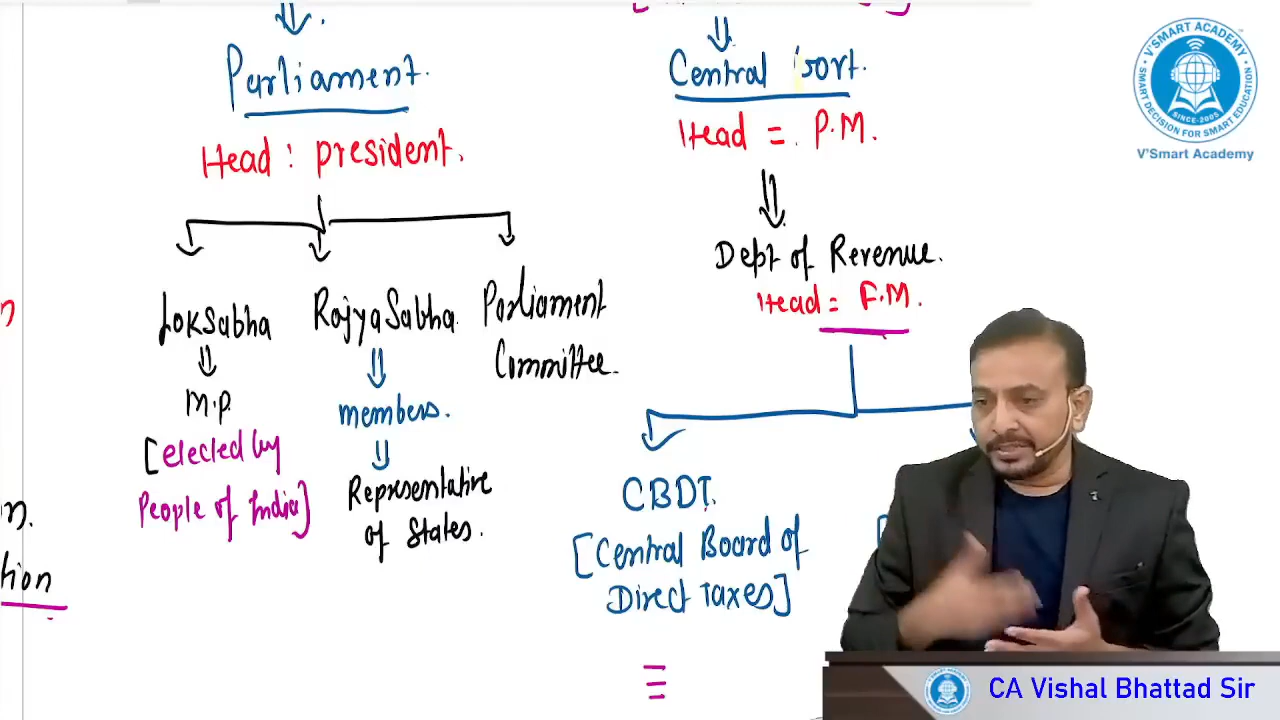 Parliament.
Head : president.
Loksabha
M.P.
[elected by
People of India]
RajyaSabha.
members.
Representative
of States.
Parliament
Committee.
Central Govt.
Head = P.M.
Dept of Revenue.
Head = F.M.
CBDT.
[Central Board of
Direct Taxes]
n.
tion
V'SMART ACADEMY
SMART DECISION FOR SMART EDUCATION
SINCE-2005
V'Smart Academy
CA Vishal Bhattad Sir